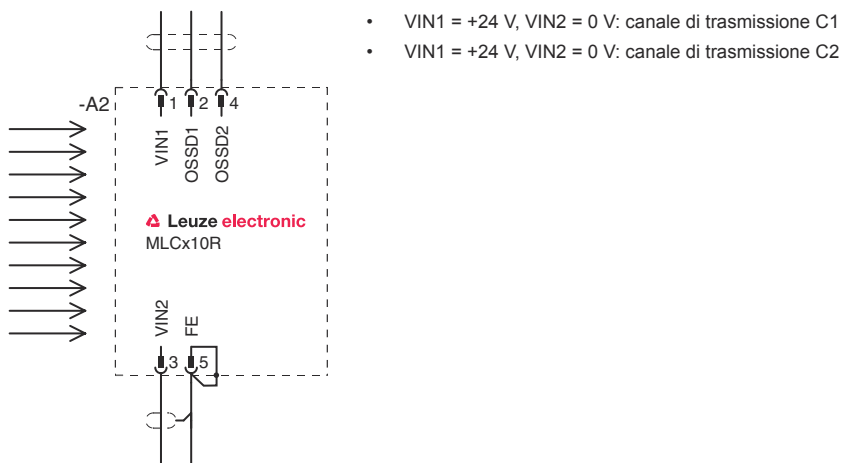 • VIN1 = +24 V, VIN2 = 0 V: canale di trasmissione C1
• VIN1 = +24 V, VIN2 = 0 V: canale di trasmissione C2
-A2
1 2 4
VIN1
OSSD1
OSSD2
Leuze electronic
MLCx10R
VIN2
FE
3 5